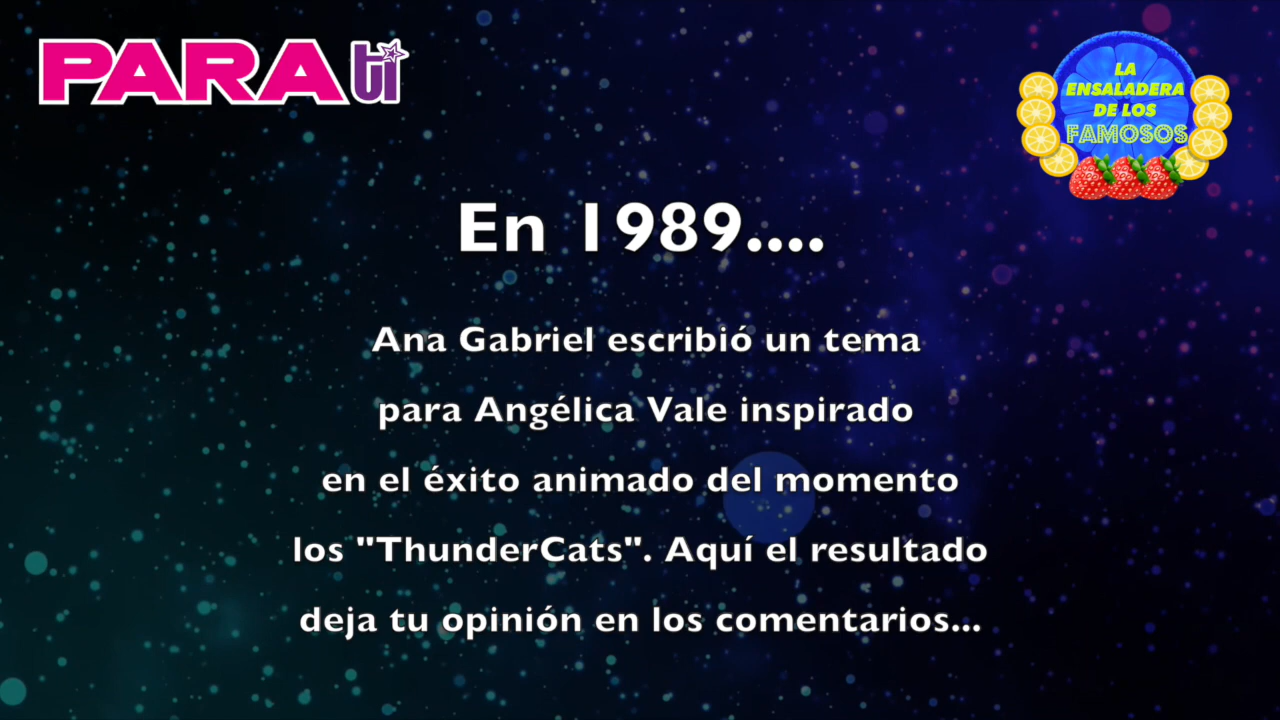 PARA ti
LA
ENSALADERA
DE LOS
FAMOSOS
En 1989....
Ana Gabriel escribió un tema
para Angélica Vale inspirado
en el éxito animado del momento
los "ThunderCats". Aquí el resultado
deja tu opinión en los comentarios...